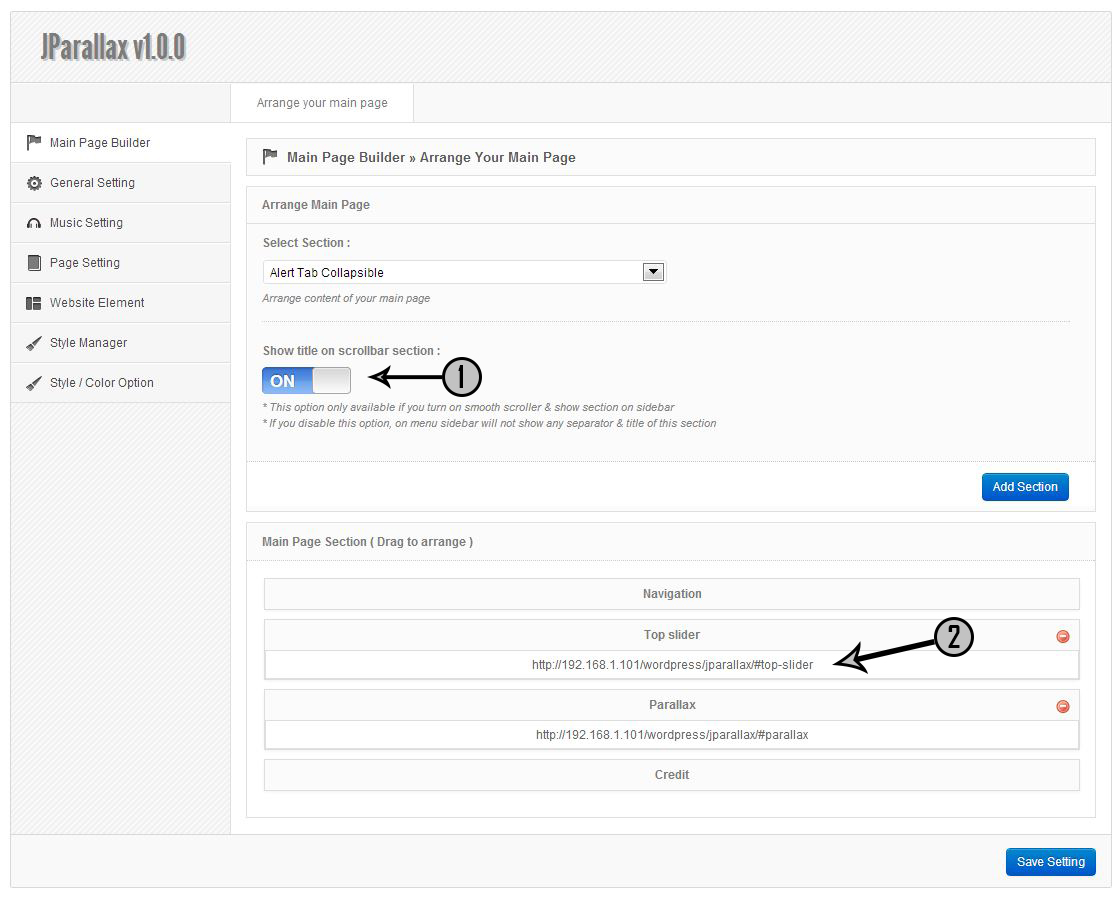 JParallax v1.0.0
Arrange your main page
Main Page Builder
General Setting
Music Setting
Page Setting
Website Element
Style Manager
Style / Color Option
Main Page Builder » Arrange Your Main Page
Arrange Main Page
Select Section :
Alert Tab Collapsible
Arrange content of your main page
Show title on scrollbar section :
ON
1
* This option only available if you turn on smooth scroller & show section on sidebar
* If you disable this option, on menu sidebar will not show any separator & title of this section
Add Section
Main Page Section ( Drag to arrange )
Navigation
Top slider
2
http://192.168.1.101/wordpress/jparallax/#top-slider
Parallax
http://192.168.1.101/wordpress/jparallax/#parallax
Credit
Save Setting